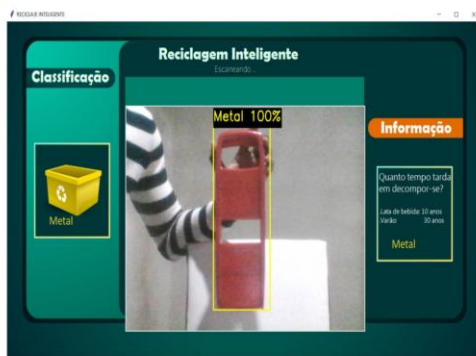 RECICLAJE INTELIGENTE
Reciclagem Inteligente
Escaneando...
Classificação
Metal
Metal 100%
Informação
Quanto tempo tarda
em decompor-se?
Lata de bebida: 10 anos
Varão 30 anos
Metal